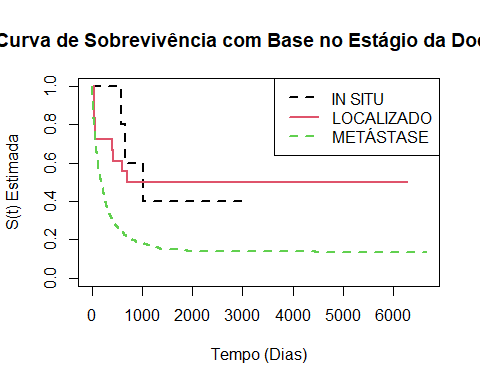 Curva de Sobrevivência com Base no Estágio da Doe
IN SITU
LOCALIZADO
METÁSTASE
S(t) Estimada
0.0 0.2 0.4 0.6 0.8 1.0
0 1000 2000 3000 4000 5000 6000
Tempo (Dias)